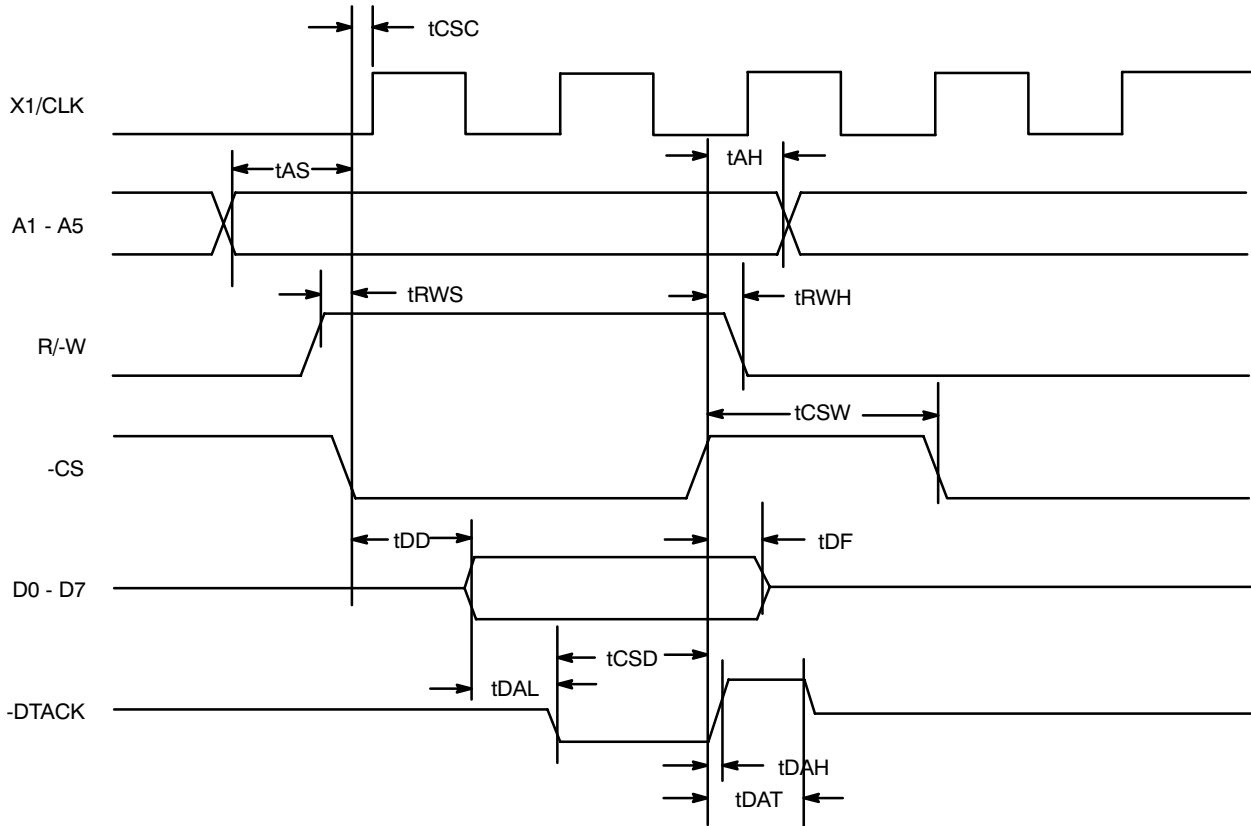 tCSC
X1/CLK
tAS
tAH
A1 - A5
tRWS
tRWH
R/-W
tCSW
-CS
tDD
tDF
D0 - D7
tCSD
tDAL
-DTACK
tDAH
tDAT